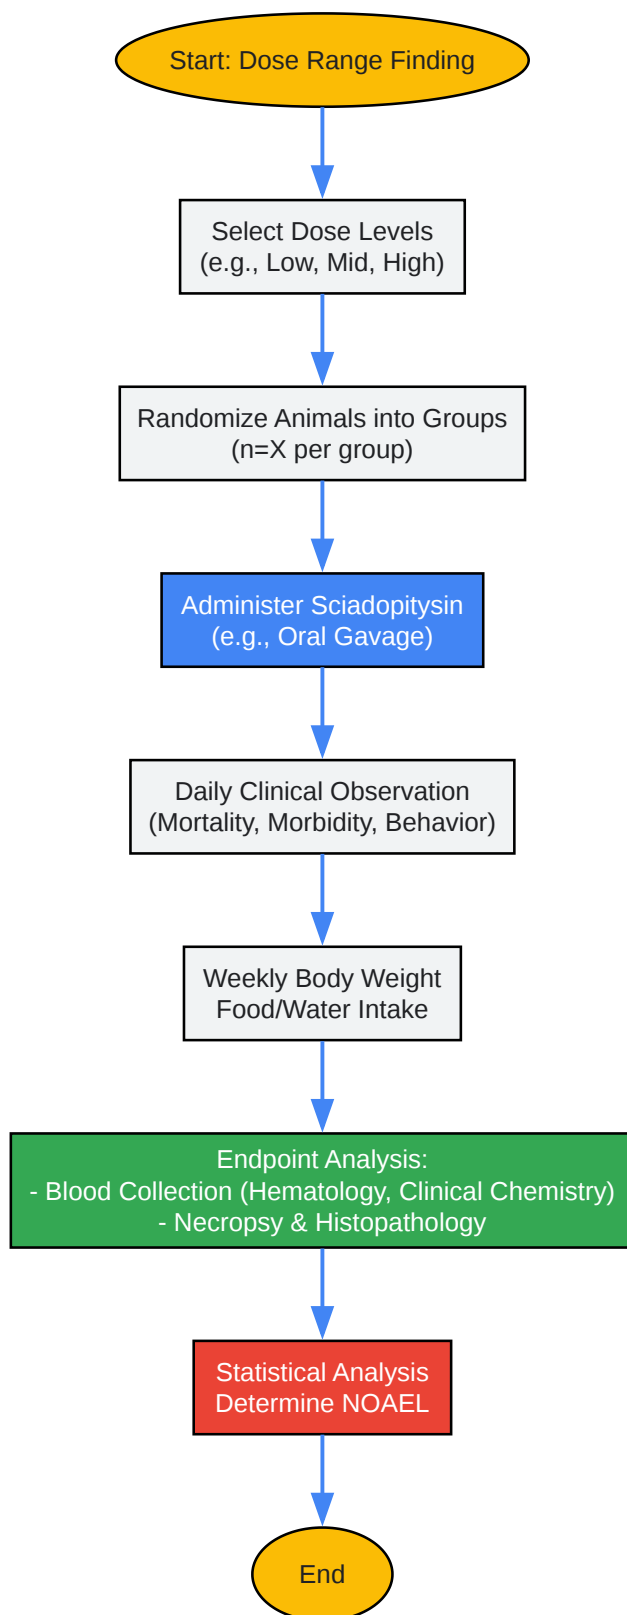 Start: Dose Range Finding
Select Dose Levels
(e.g., Low, Mid, High)
Randomize Animals into Groups
(n=X per group)
Administer Sciadopitysin
(e.g., Oral Gavage)
Daily Clinical Observation
(Mortality, Morbidity, Behavior)
Weekly Body Weight
Food/Water Intake
Endpoint Analysis:
- Blood Collection (Hematology, Clinical Chemistry)
- Necropsy & Histopathology
Statistical Analysis
Determine NOAEL
End